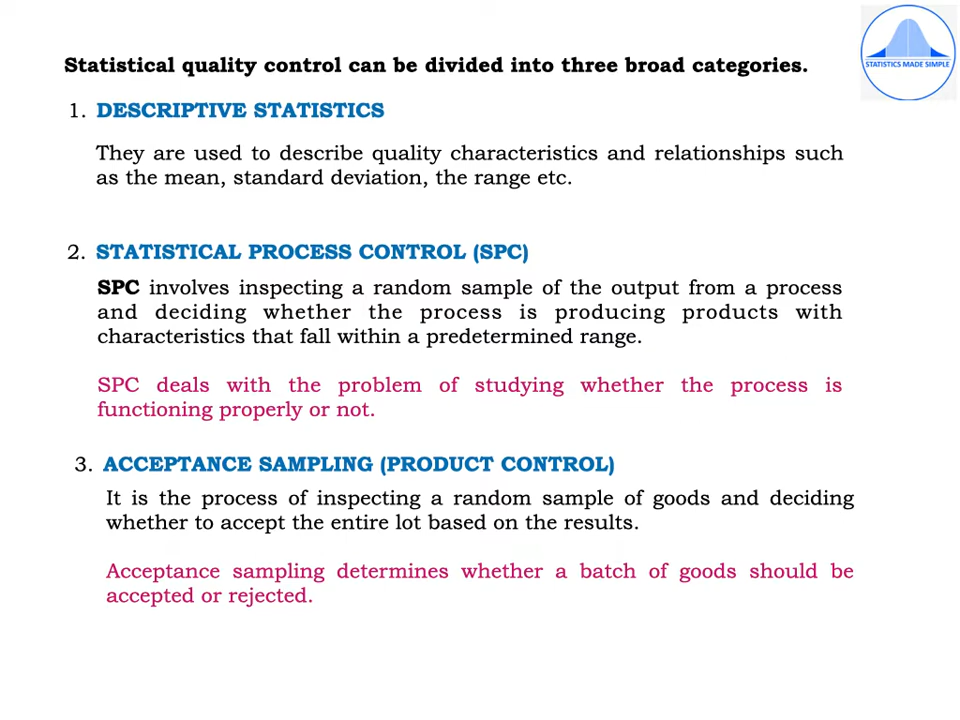 STATISTICS MADE SIMPLE
Statistical quality control can be divided into three broad categories.
1. DESCRIPTIVE STATISTICS
They are used to describe quality characteristics and relationships such
as the mean, standard deviation, the range etc.
2. STATISTICAL PROCESS CONTROL (SPC)
SPC involves inspecting a random sample of the output from a process
and deciding whether the process is producing products with
characteristics that fall within a predetermined range.
SPC deals with the problem of studying whether the process is
functioning properly or not.
3. ACCEPTANCE SAMPLING (PRODUCT CONTROL)
It is the process of inspecting a random sample of goods and deciding
whether to accept the entire lot based on the results.
Acceptance sampling determines whether a batch of goods should be
accepted or rejected.